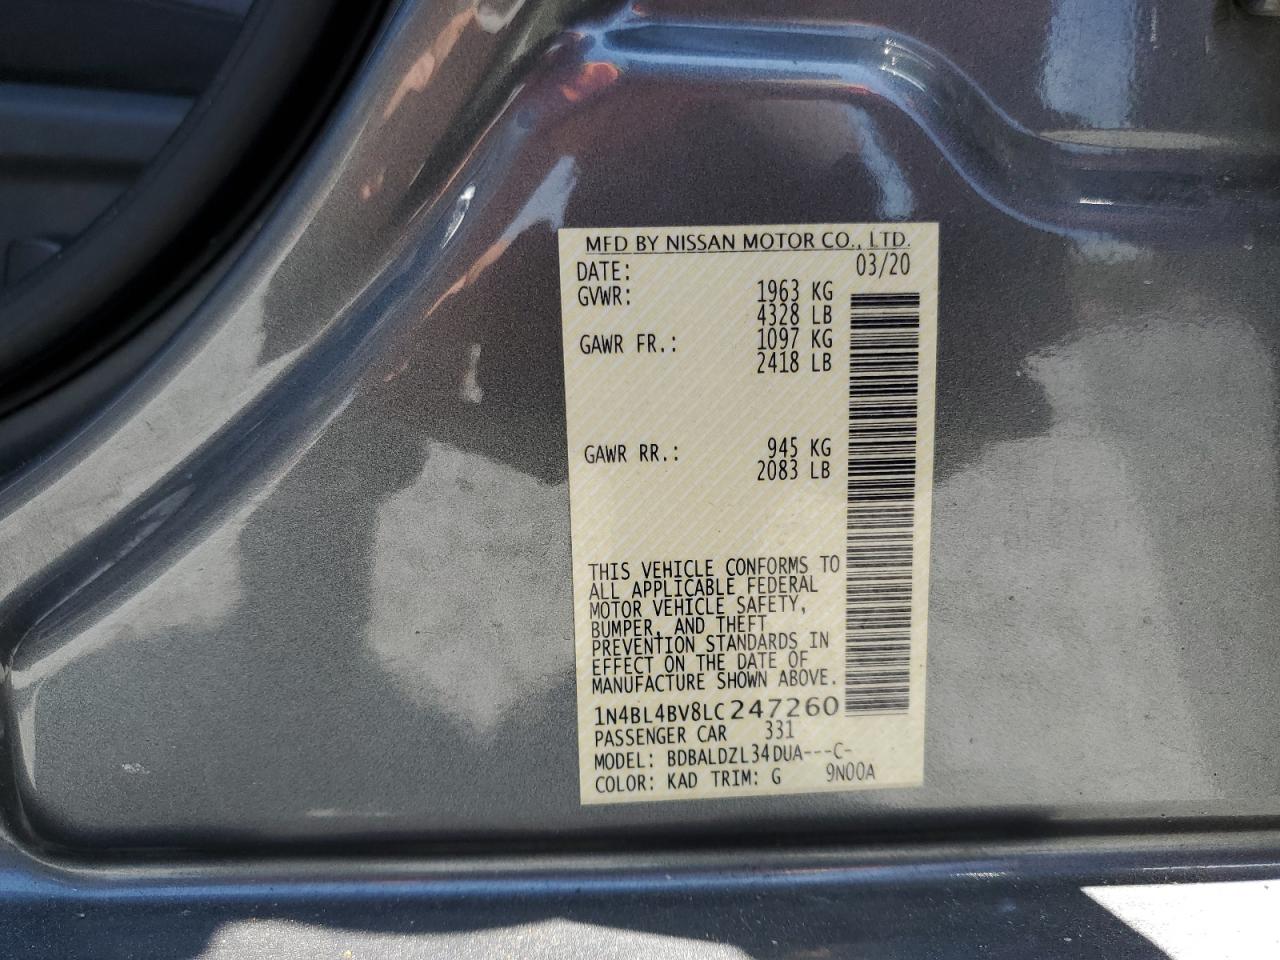 MFD BY NISSAN MOTOR CO., LTD.
DATE: 03/20
GVWR: 1963 KG
4328 LB
GAWR FR.: 1097 KG
2418 LB
GAWR RR.: 945 KG
2083 LB
THIS VEHICLE CONFORMS TO
ALL APPLICABLE FEDERAL
MOTOR VEHICLE SAFETY,
BUMPER, AND THEFT
PREVENTION STANDARDS IN
EFFECT ON THE DATE OF
MANUFACTURE SHOWN ABOVE.
1N4BL4BV8LC247260
PASSENGER CAR 331
MODEL: BDBALDZL34DUA---C-
COLOR: KAD TRIM: G 9N00A